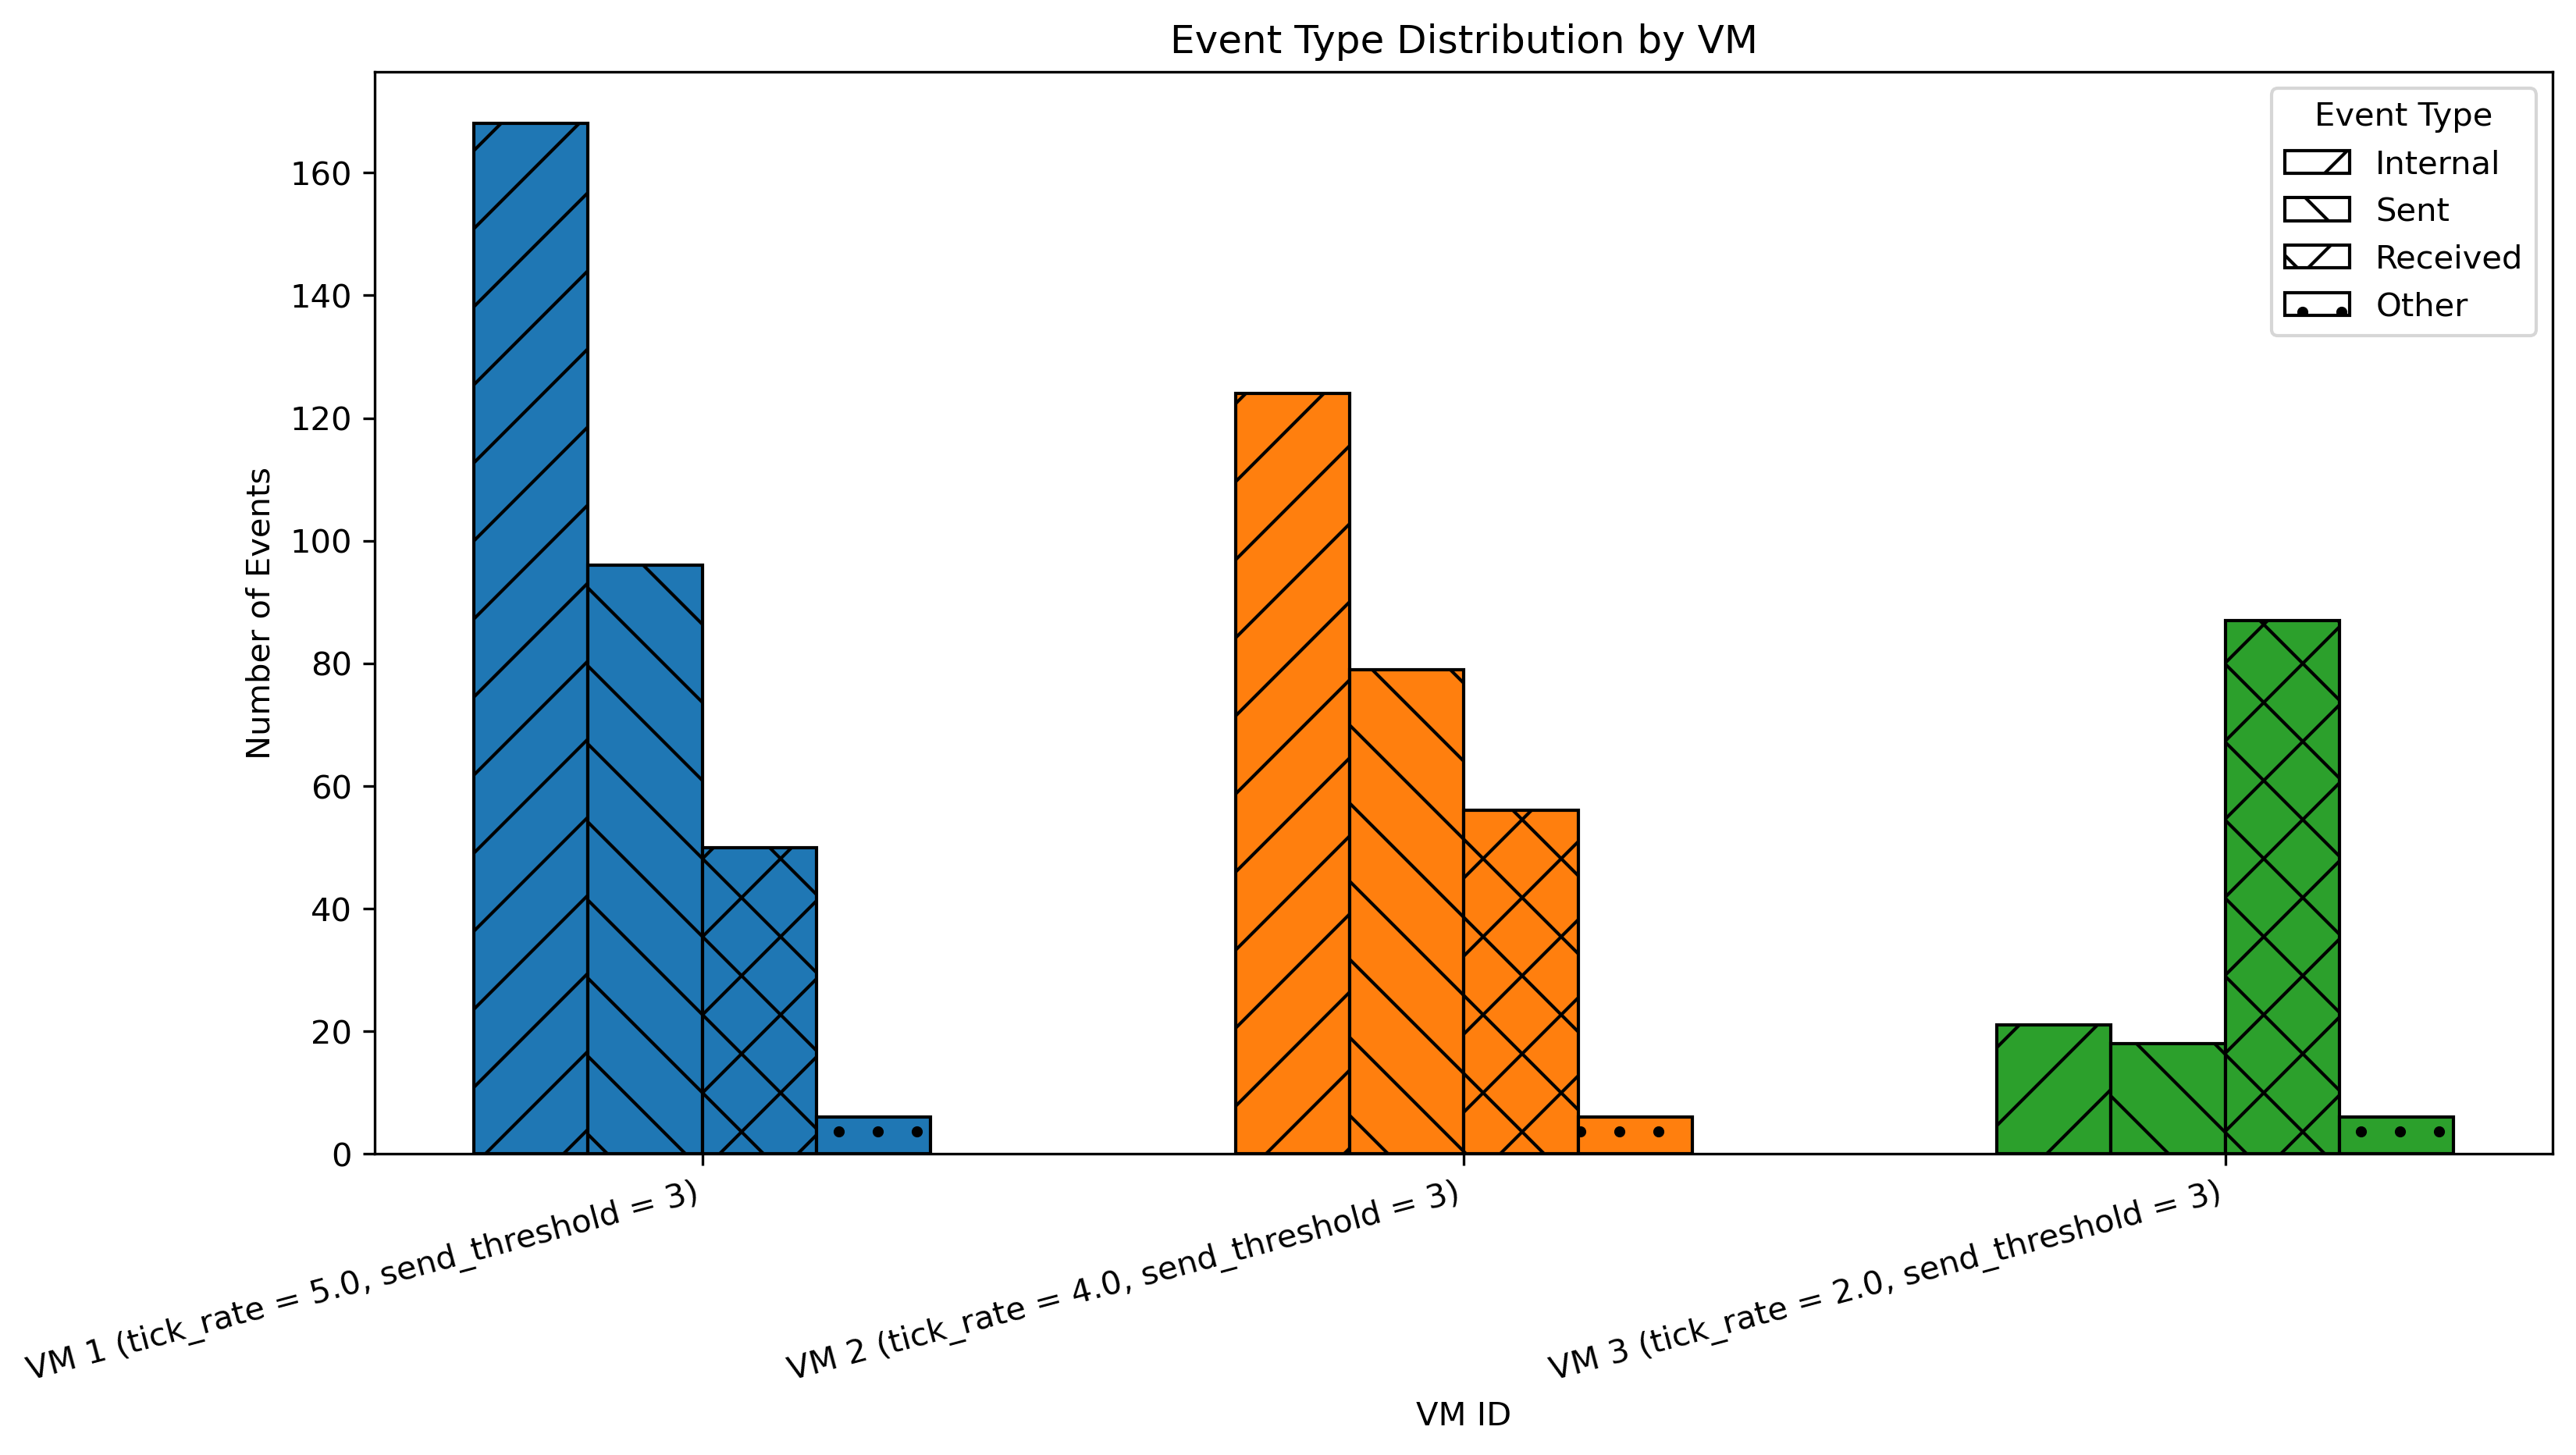 Event Type Distribution by VM
Event Type
Internal
Sent
Received
Other
Number of Events
160
140
120
100
80
60
40
20
0
VM 1 (tick_rate = 5.0, send_threshold = 3)
VM 2 (tick_rate = 4.0, send_threshold = 3)
VM 3 (tick_rate = 2.0, send_threshold = 3)
VM ID